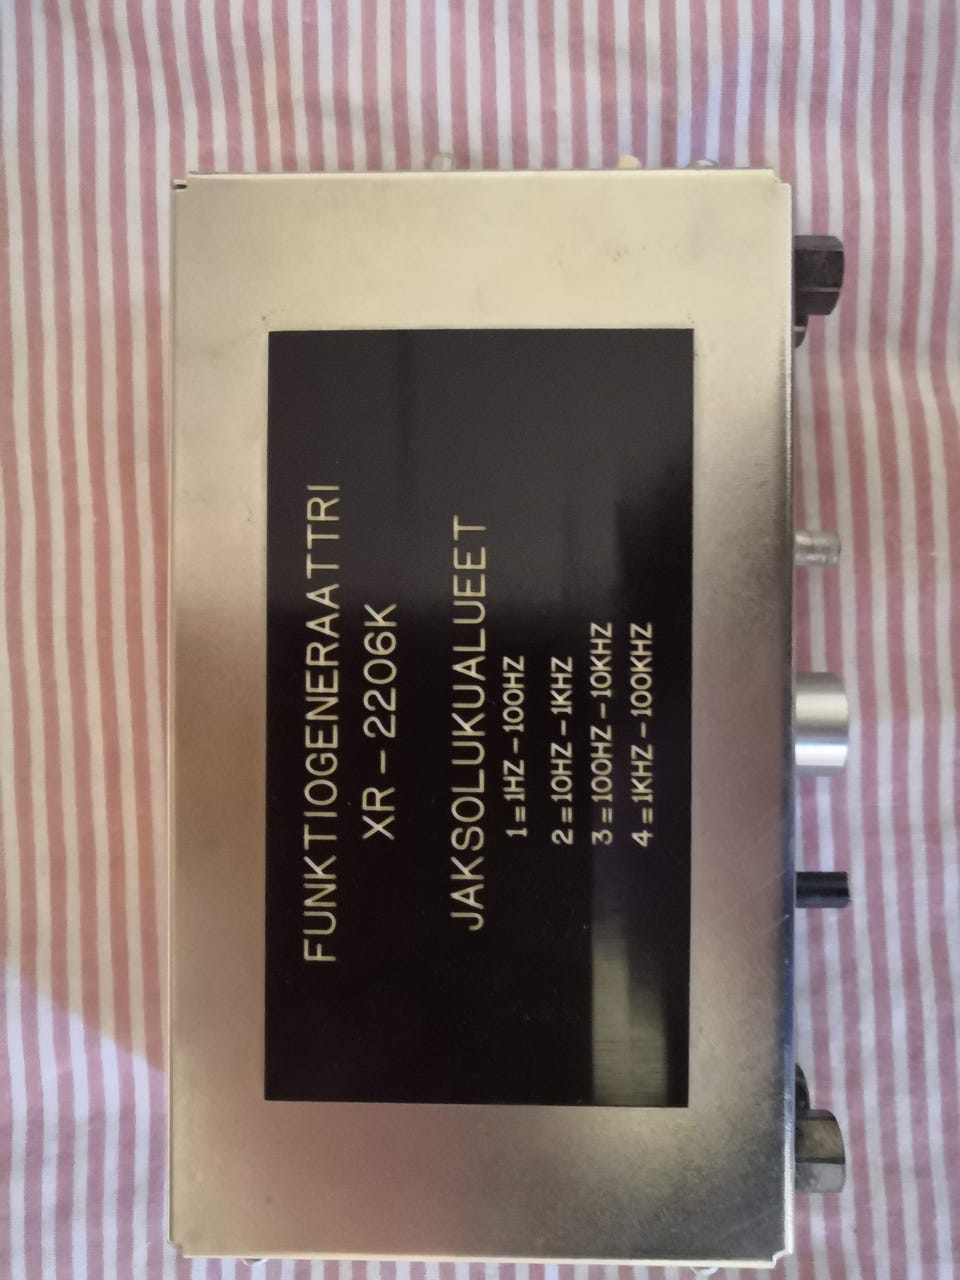 FUNKTIOGENERAATTRI
XR-2206K
JAKSOLUKUALUEET
1=1HZ-100HZ
2=10HZ-1KHZ
3=100HZ-10KHZ
4=1KHZ-100KHZ